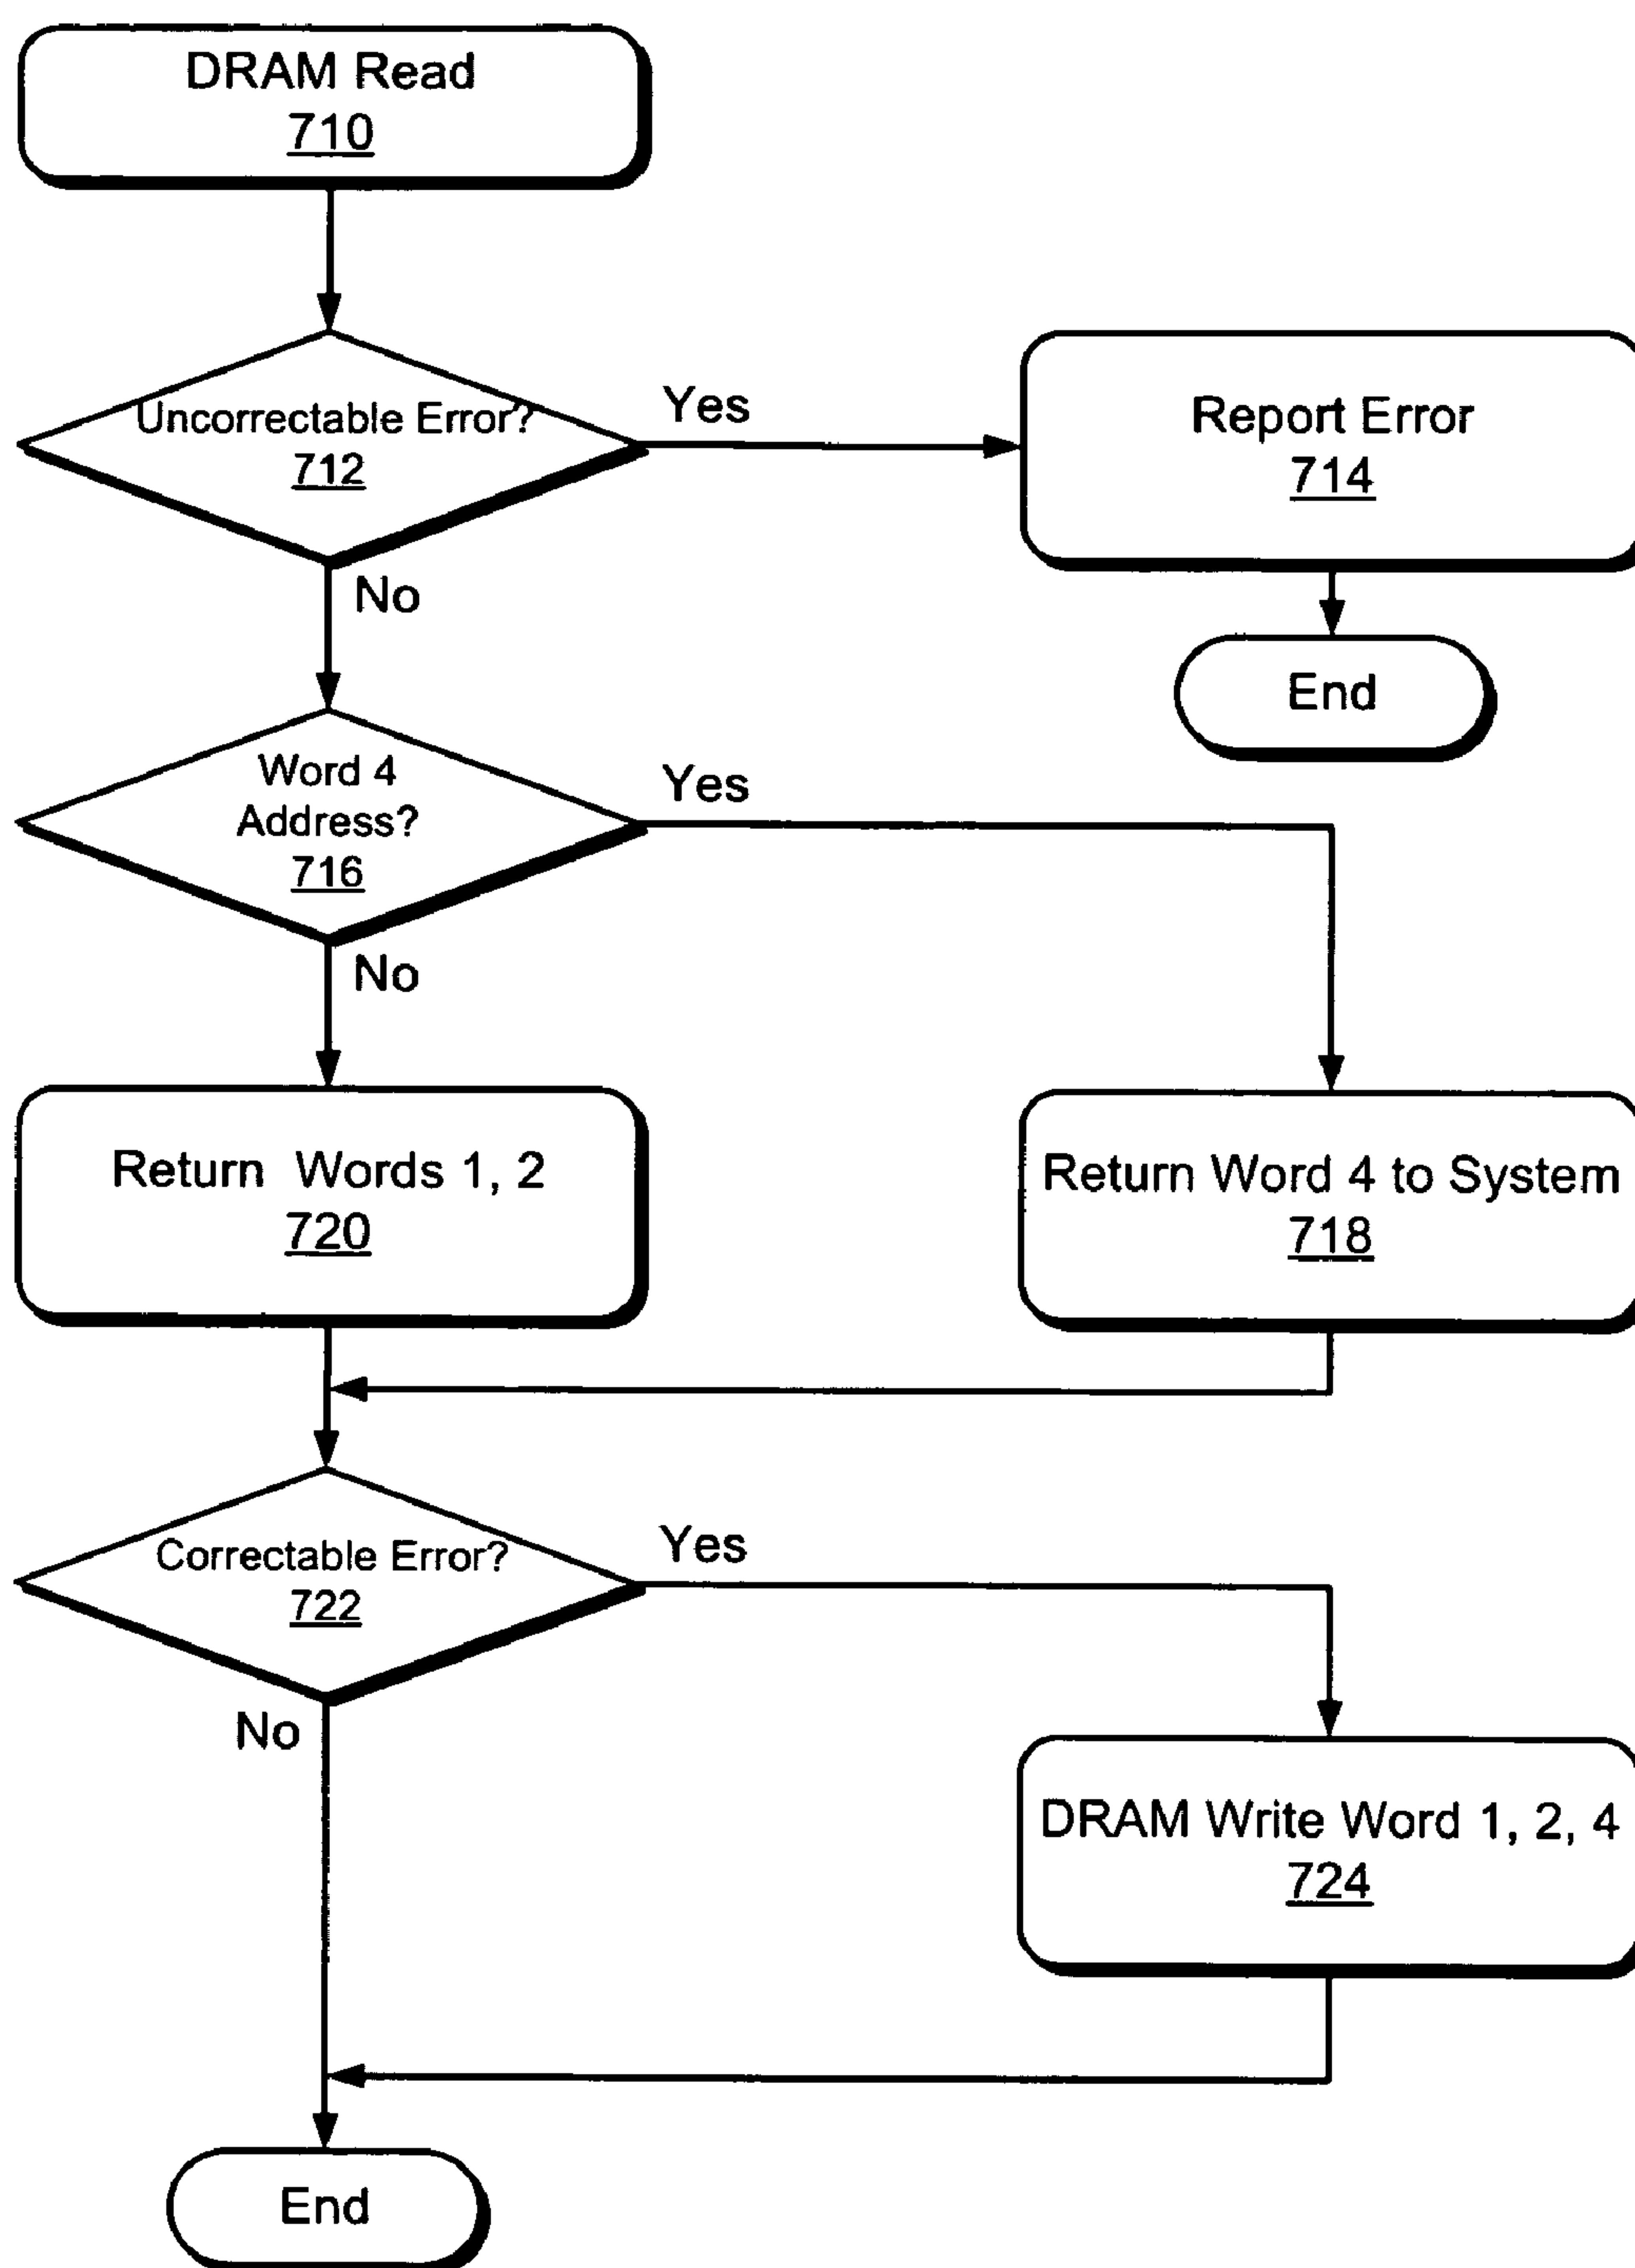 DRAM Read
710
Uncorrectable Error?
712
Yes
Report Error
714
No
End
Word 4
Address?
716
Yes
No
Return Words 1, 2
720
Return Word 4 to System
718
Correctable Error?
722
Yes
No
DRAM Write Word 1, 2, 4
724
End